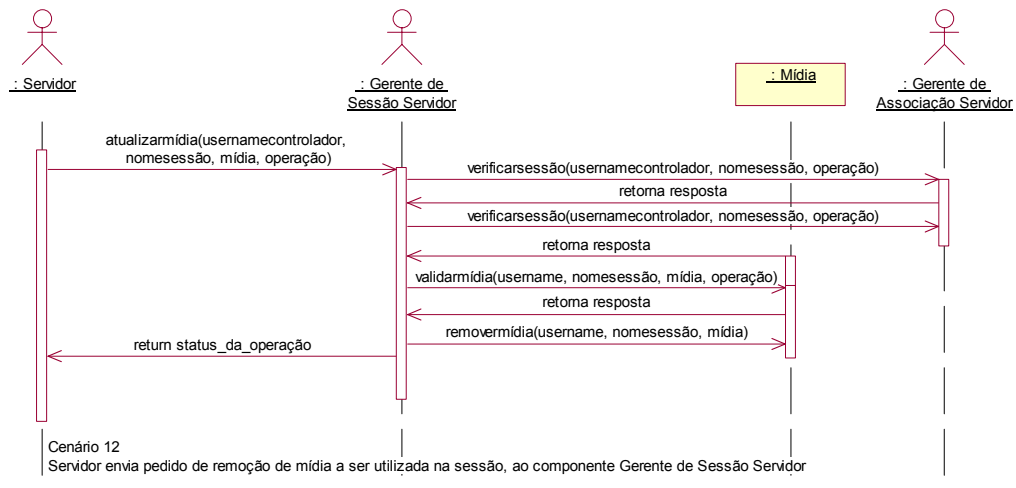 : Servidor
: Gerente de
Sessão Servidor
: Mídia
: Gerente de
Associação Servidor
atualizarmídia(usernamecontrolador,
nomesessão, mídia, operação)
verificarsessão(usernamecontrolador, nomesessão, operação)
retorna resposta
verificarsessão(usernamecontrolador, nomesessão, operação)
retorna resposta
validarmídia(username, nomesessão, mídia, operação)
retorna resposta
removermídia(username, nomesessão, mídia)
return status_da_operação
Cenário 12
Servidor envia pedido de remoção de mídia a ser utilizada na sessão, ao componente Gerente de Sessão Servidor